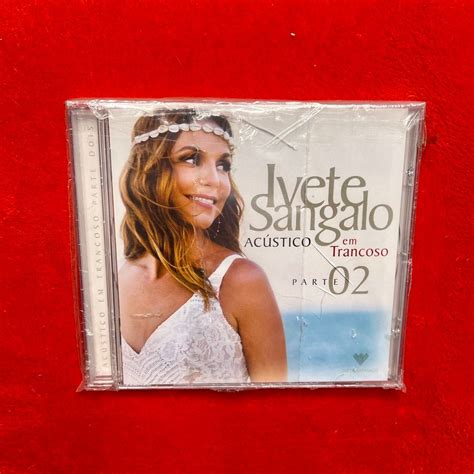 ACÚSTICO EM TRANCOSO PARTE DOIS
Ivete
Sangalo
ACÚSTICO em
Trancoso
PARTE 02